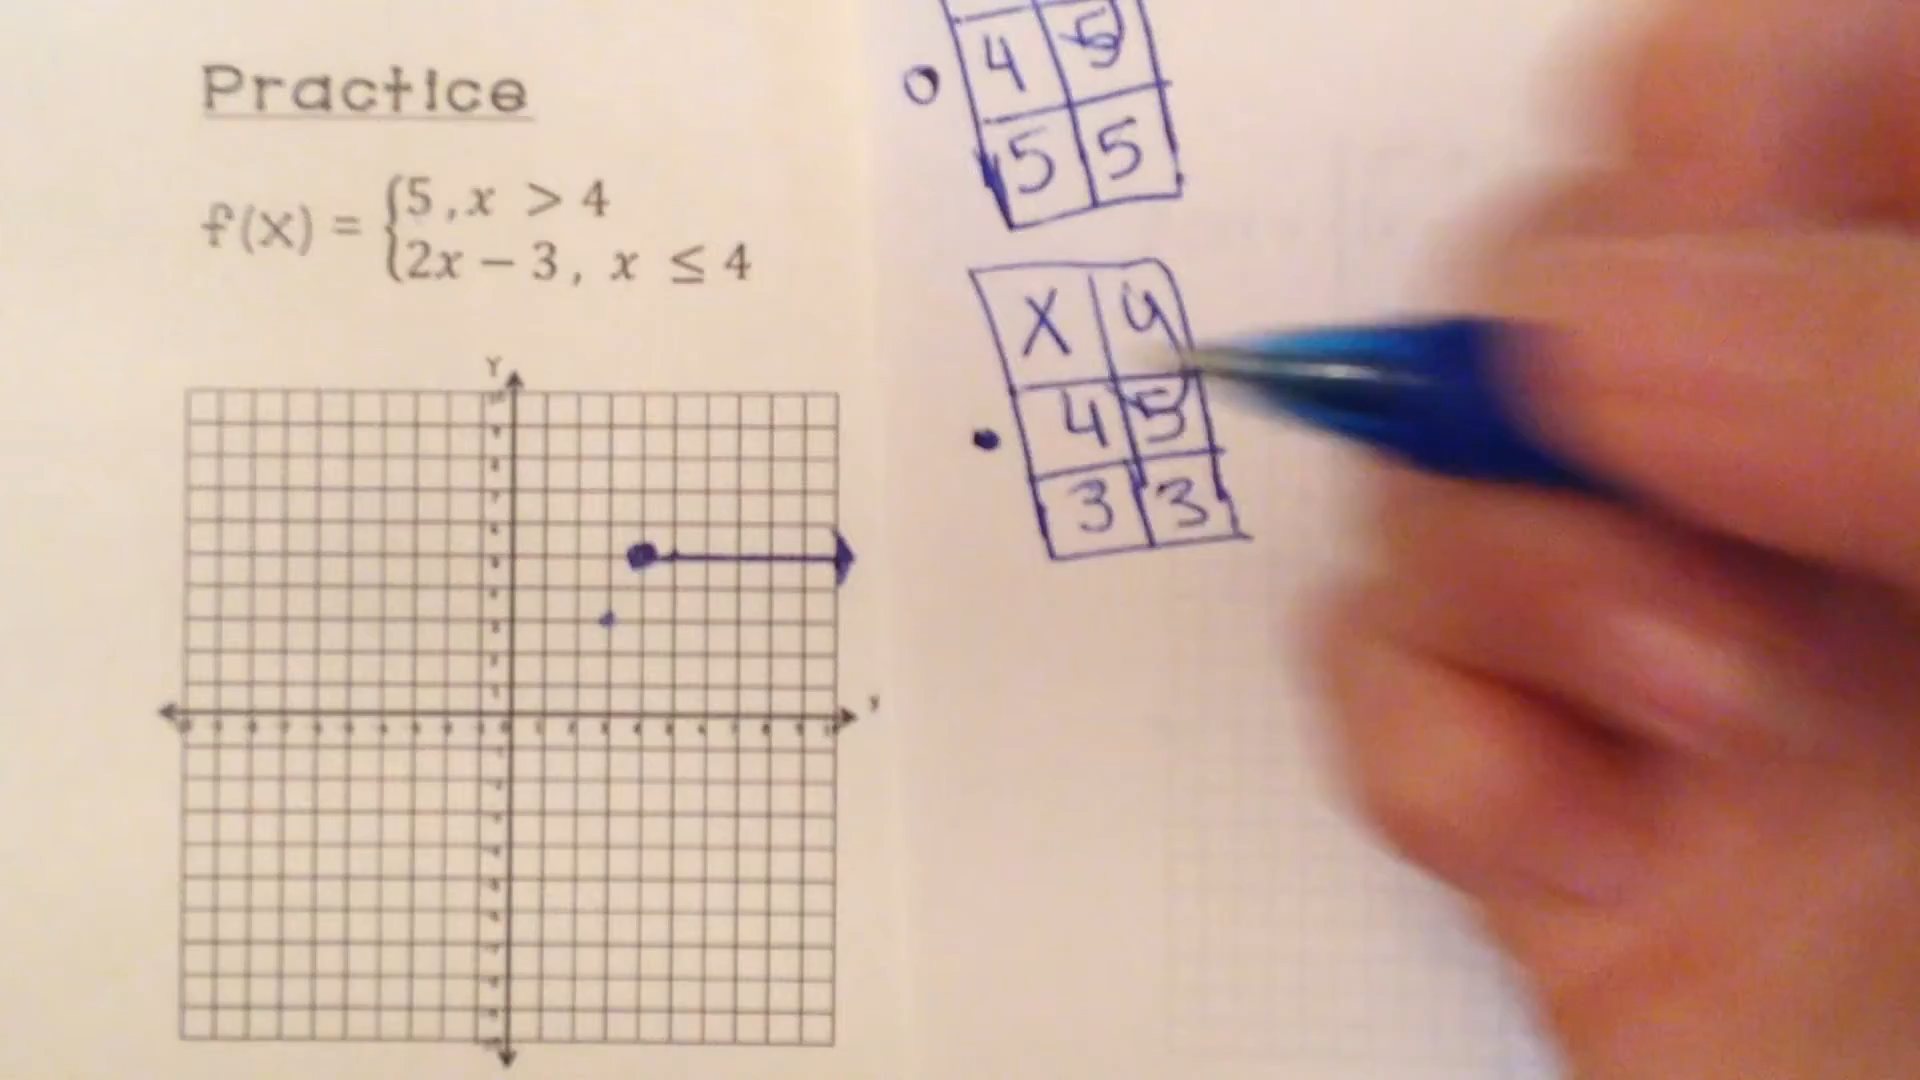 Practice
f(x) = {5, x > 4
{2x − 3, x ≤ 4
Y
x
4 5
5 5
X y
4 5
3 3